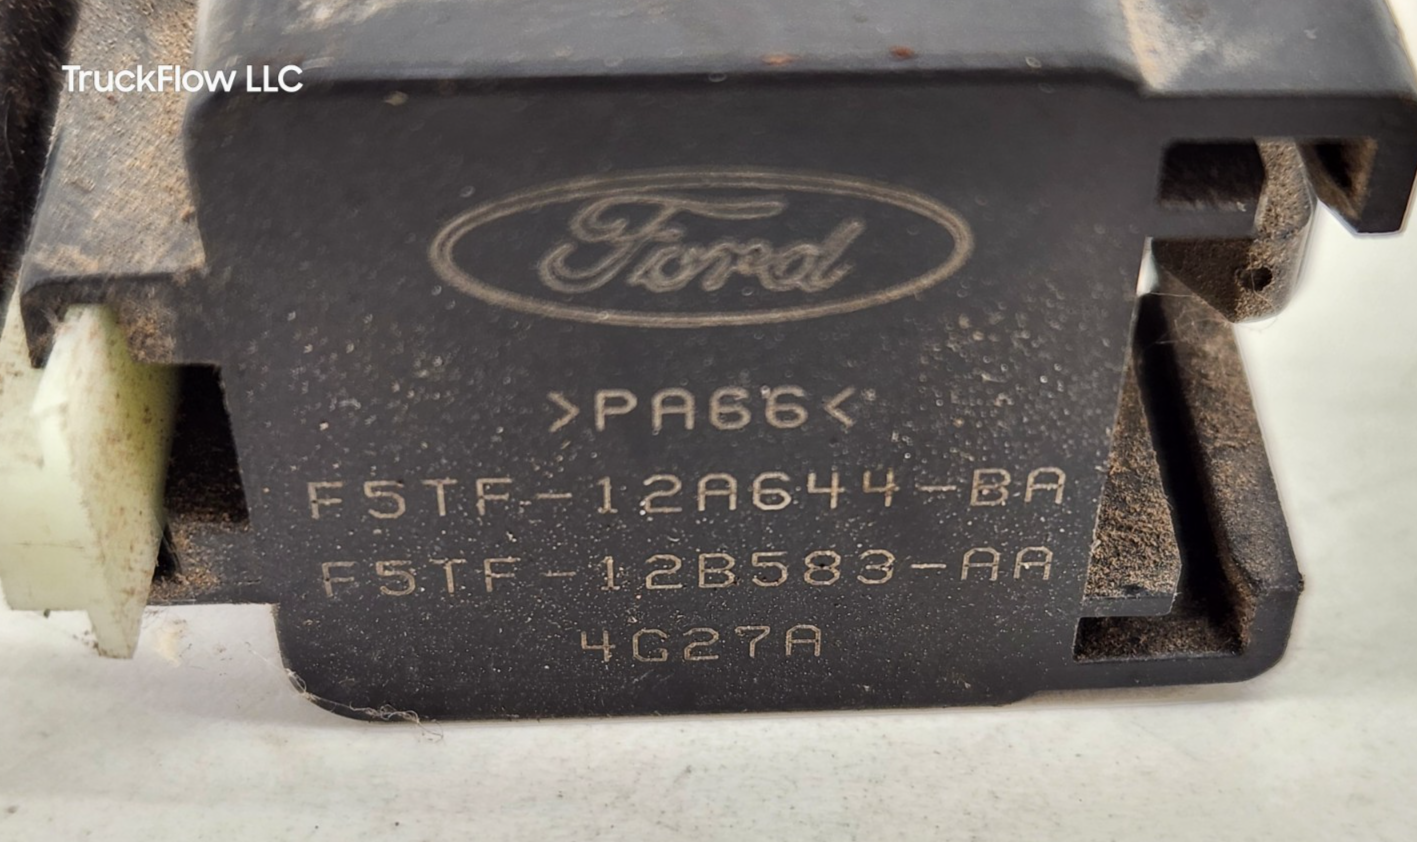 TruckFlow LLC
Ford
>PA66<
F5TF-12A644-BA
F5TF-12B583-AA
4G27A